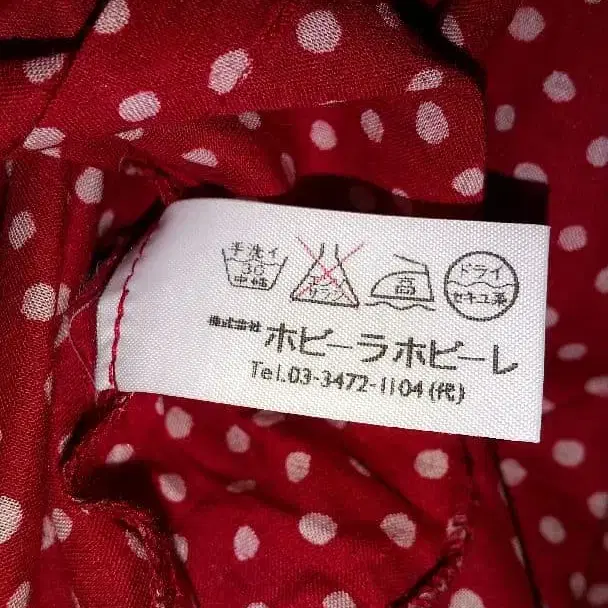 手洗イ
30
中性
エンソ
サラシ
高
ドライ
セキユ系
株式会社 ホビーラホビーレ
Tel.03-3472-1104(代)